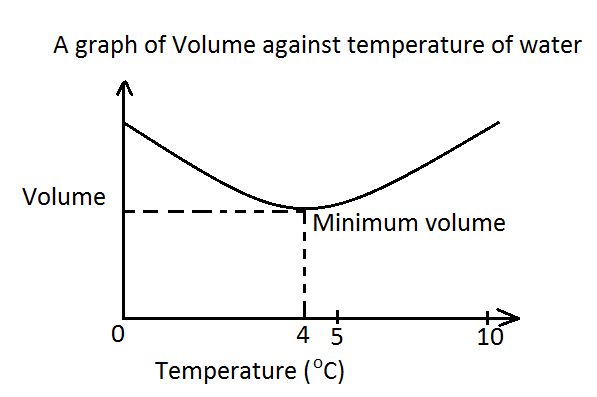 A graph of Volume against temperature of water
Volume
Minimum volume
0
4
5
10
Temperature (°C)